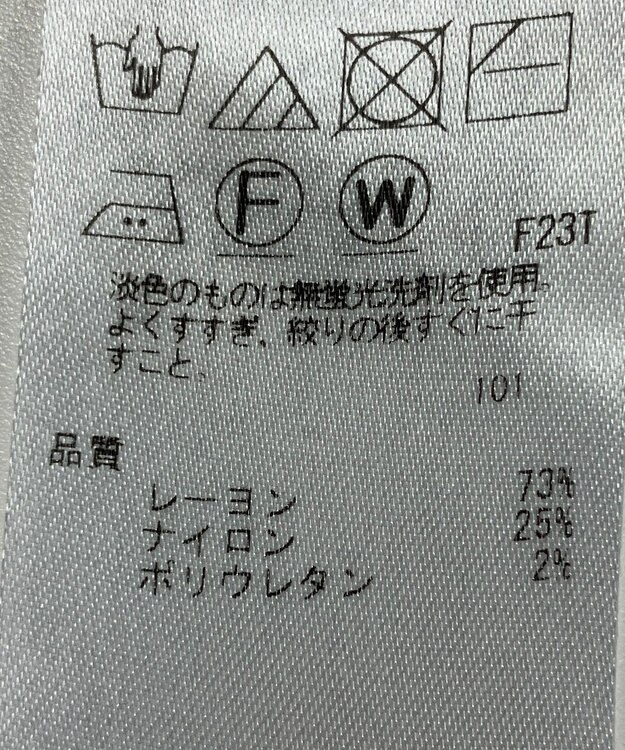 F
W
F23T
淡色のものは無蛍光洗剤を使用。
よくすすぎ、絞りの後すぐに干
すこと。
101
品質
レーヨン 73%
ナイロン 25%
ポリウレタン 2%